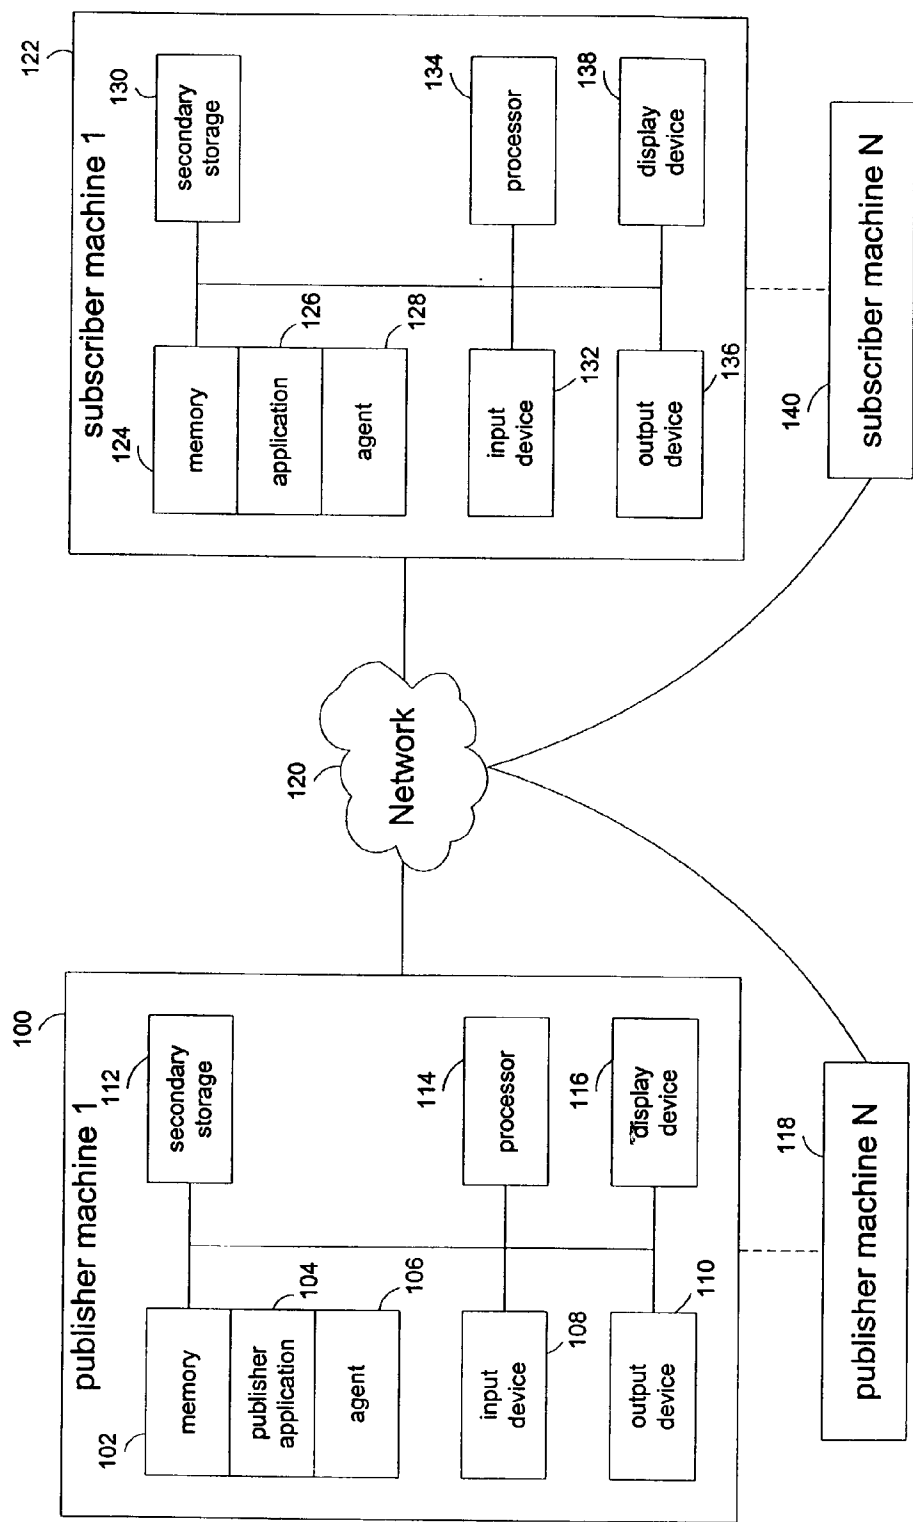 publisher machine 1
100
102
memory
104
publisher
application
106
agent
112
secondary
storage
108
input
device
114
processor
110
output
device
116
display
device
118
publisher machine N
120
Network
subscriber machine 1
122
124
memory
126
application
128
agent
130
secondary
storage
132
input
device
134
processor
136
output
device
138
display
device
140
subscriber machine N